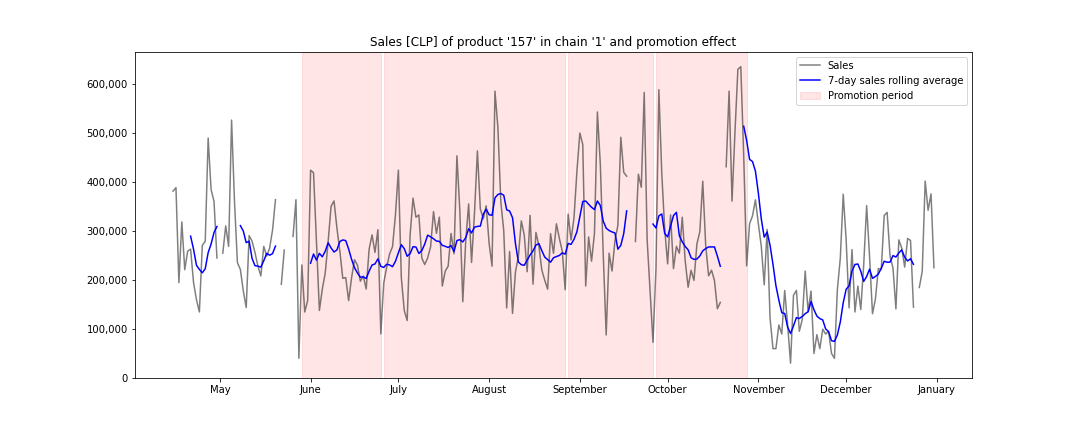 Sales [CLP] of product '157' in chain '1' and promotion effect
Sales
7-day sales rolling average
Promotion period
600,000
500,000
400,000
300,000
200,000
100,000
0
May June July August September October November December January